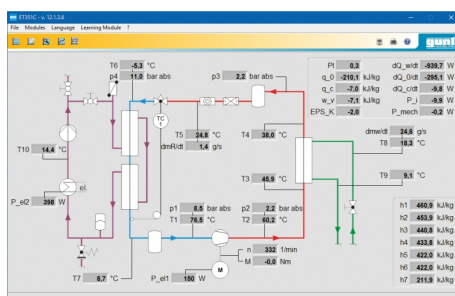 ET351C - v. 12.1.3.6
File Modules Language Learning Module ?
gunt
T6 -5,3 °C
p4 11,0 bar abs
p3 2,2 bar abs
PI 0,3
dQ_w/dt -939,7 W
q_0 -210,1 kJ/kg
dQ_0/dt -295,1 W
q_c -7,0 kJ/kg
dQ_c/dt -9,8 W
w_v -7,1 kJ/kg
P_i -9,9 W
EPS_K -2,0
P_mech -0,2 W
TC
1
T5 24,8 °C
T4 38,0 °C
dmR/dt 1,4 g/s
dmw/dt 24,6 g/s
T8 18,3 °C
T10 14,4 °C
T3 45,9 °C
T9 9,1 °C
el.
P_el2 398 W
p1 8,5 bar abs
p2 2,2 bar abs
T1 76,5 °C
T2 60,2 °C
h1 460,9 kJ/kg
h2 453,9 kJ/kg
h3 440,8 kJ/kg
h4 433,8 kJ/kg
h5 422,0 kJ/kg
h6 422,0 kJ/kg
h7 211,9 kJ/kg
n 332 1/min
M -0,0 Nm
M
T7 8,7 °C
P_el1 150 W